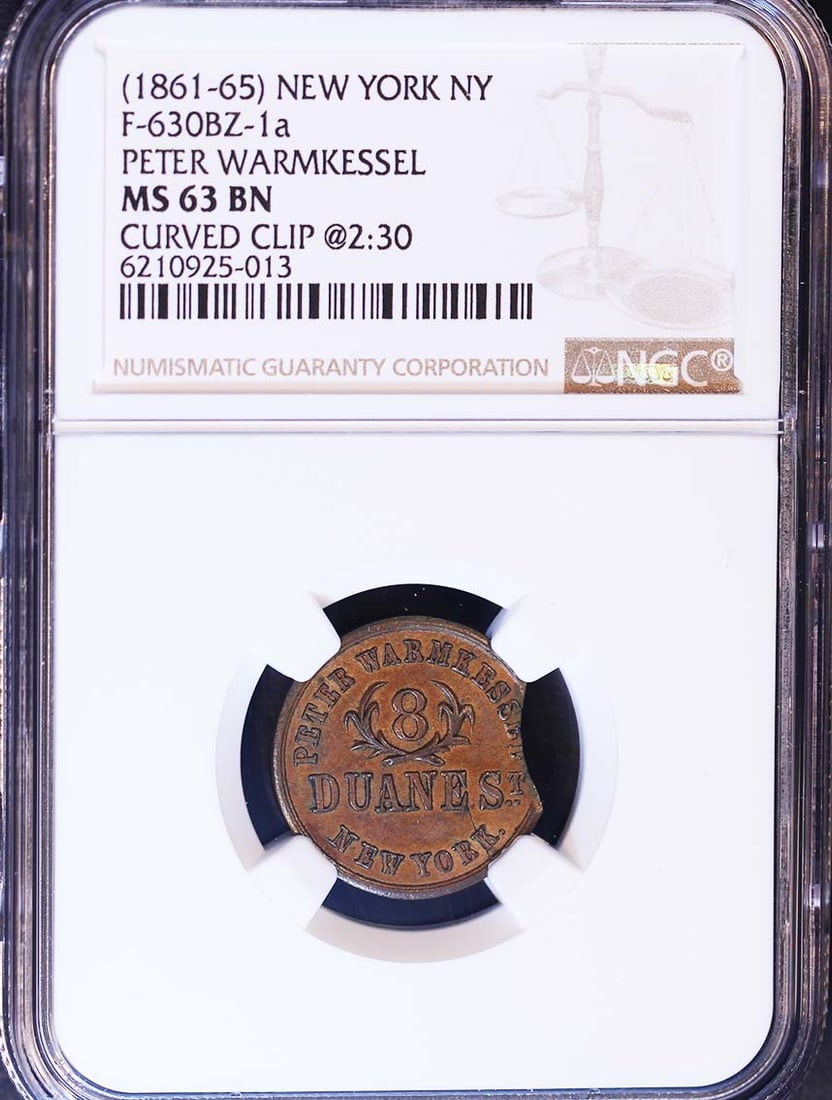 (1861-65) NEW YORK NY
F-630BZ-1a
PETER WARMKESSEL
MS 63 BN
CURVED CLIP @2:30
6210925-013
NUMISMATIC GUARANTY CORPORATION
NGC®
PETER WARMKESSEL
8
DUANE ST.
NEW YORK.